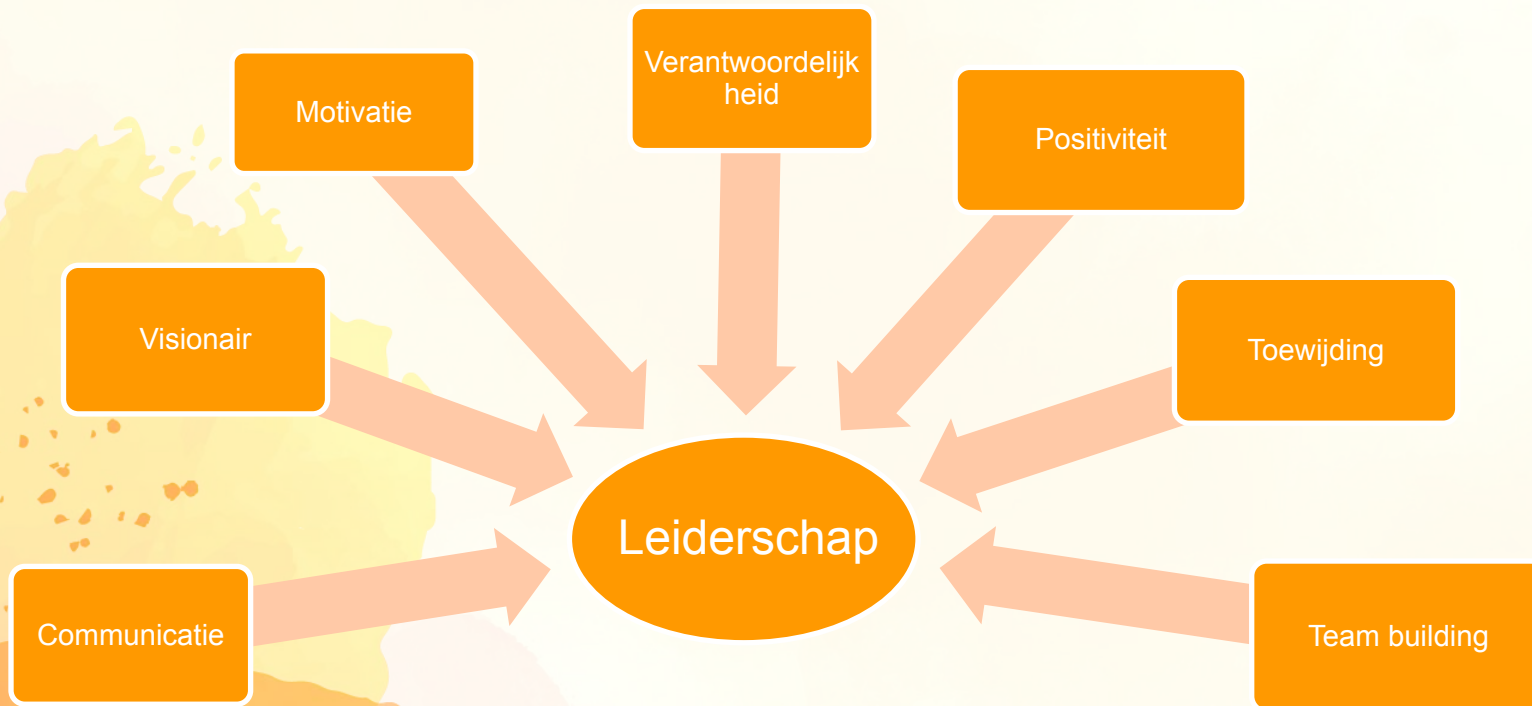 Verantwoordelijk
heid
Motivatie
Positiviteit
Visionair
Toewijding
Leiderschap
Communicatie
Team building